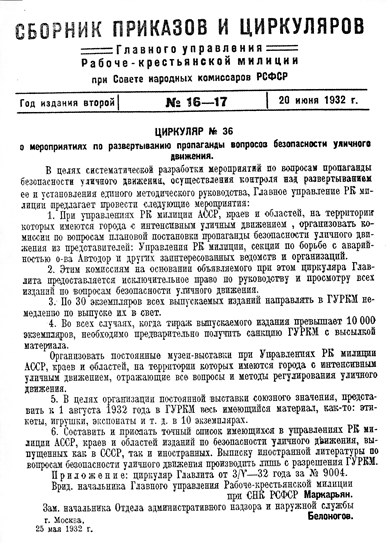 СБОРНИК ПРИКАЗОВ И ЦИРКУЛЯРОВ
Главного управления
Рабоче-крестьянской милиции
при Совете народных комиссаров РСФСР
Год издания второй
№ 16—17
20 июня 1932 г.
ЦИРКУЛЯР № 36
о мероприятиях по развертыванию пропаганды вопросов безопасности уличного
движения.
В целях систематической разработки мероприятий по вопросам пропаганды
безопасности уличного движения, осуществления контроля над развертыванием
ее и установления единого методического руководства, Главное управление РК ми-
лиции предлагает провести следующие мероприятия:
1. При управлениях РК милиции АССР, краев и областей, на территории
которых имеются города с интенсивным уличным движением , организовать ко-
миссии по вопросам плановой постановки пропаганды безопасности уличного дви-
жения из представителей: Управления РК милиции, секции по борьбе с аварий-
ностью о-ва Автодор и других заинтересованных ведомств и организаций.
2. Этим комиссиям на основании объявляемого при этом циркуляра Глав-
лита предоставляется исключительное право по руководству и просмотру всех
изданий по вопросам безопасности уличного движения.
3. По 30 экземпляров всех выпускаемых изданий направлять в ГУРКМ не-
медленно по выпуске их в свет.
4. Во всех случаях, когда тираж выпускаемого издания превышает 10 000
экземпляров, необходимо предварительно получить санкцию ГУРКМ с высылкой
материала.
Организовать постоянные музеи-выставки при Управлениях РК милиции
АССР, краев и областей, на территории которых имеются города с интенсивным
уличным движением, отражающие все вопросы и методы регулирования уличного
движения.
5. В целях организации постоянной выставки союзного значения, предста-
вить к 1 августа 1932 года в ГУРКМ весь имеющийся материал, как-то: эти-
кеты, игрушки, экспонаты и т. д. в 10 экземплярах.
6. Составить и прислать точный список имеющихся в управлениях РК ми-
лиции АССР, краев и областей изданий по безопасности уличного движения, вы-
пущенных как в СССР, так и иностранных. Выписку иностранной литературы по
вопросам безопасности уличного движения производить лишь с разрешения ГУРКМ.
Приложение: циркуляр Главлит от 3/V—32 года за № 9004.
Врид. начальника Главного управления Рабоче-крестьянской милиции
при СНК РСФСР Маркарьян.
Зам. начальника Отдела административного надзора и наружной службы
Белоногов.
г. Москва,
25 мая 1932 г.